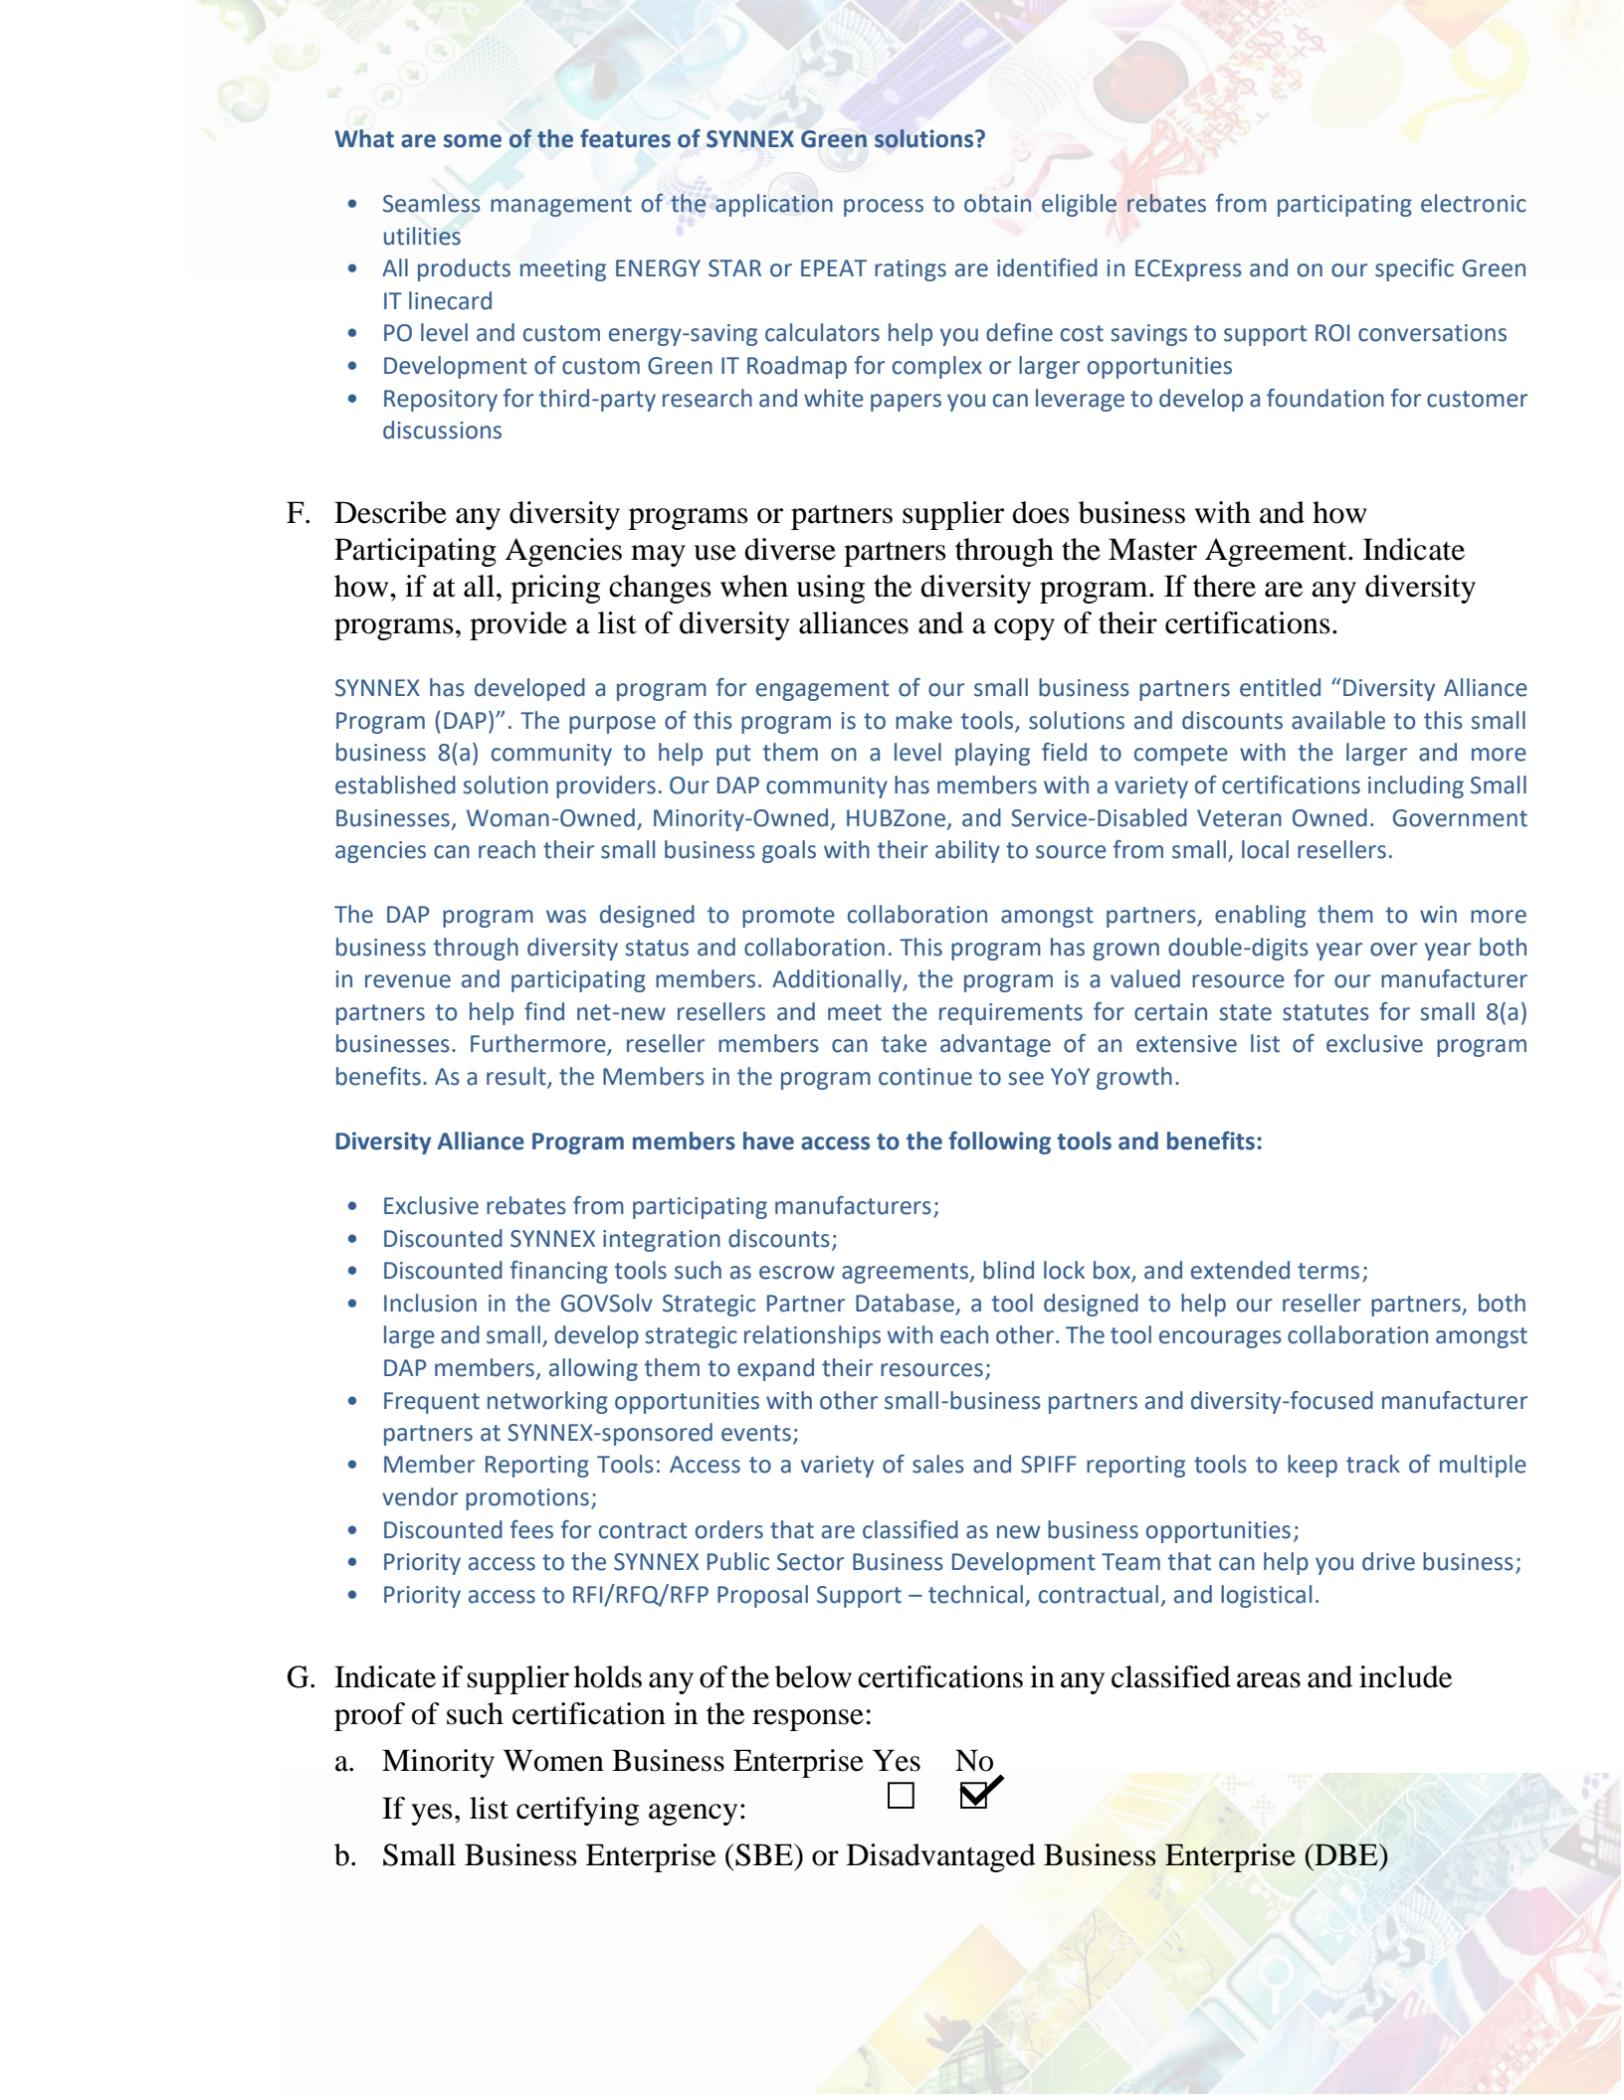 What are some of the features of SYNNEX Green solutions?
• Seamless management of the application process to obtain eligible rebates from participating electronic
utilities
• All products meeting ENERGY STAR or EPEAT ratings are identified in ECExpress and on our specific Green
IT linecard
• PO level and custom energy-saving calculators help you define cost savings to support ROI conversations
• Development of custom Green IT Roadmap for complex or larger opportunities
• Repository for third-party research and white papers you can leverage to develop a foundation for customer
discussions
F. Describe any diversity programs or partners supplier does business with and how
Participating Agencies may use diverse partners through the Master Agreement. Indicate
how, if at all, pricing changes when using the diversity program. If there are any diversity
programs, provide a list of diversity alliances and a copy of their certifications.
SYNNEX has developed a program for engagement of our small business partners entitled “Diversity Alliance
Program (DAP)”. The purpose of this program is to make tools, solutions and discounts available to this small
business 8(a) community to help put them on a level playing field to compete with the larger and more
established solution providers. Our DAP community has members with a variety of certifications including Small
Businesses, Woman-Owned, Minority-Owned, HUBZone, and Service-Disabled Veteran Owned. Government
agencies can reach their small business goals with their ability to source from small, local resellers.
The DAP program was designed to promote collaboration amongst partners, enabling them to win more
business through diversity status and collaboration. This program has grown double-digits year over year both
in revenue and participating members. Additionally, the program is a valued resource for our manufacturer
partners to help find net-new resellers and meet the requirements for certain state statutes for small 8(a)
businesses. Furthermore, reseller members can take advantage of an extensive list of exclusive program
benefits. As a result, the Members in the program continue to see YoY growth.
Diversity Alliance Program members have access to the following tools and benefits:
• Exclusive rebates from participating manufacturers;
• Discounted SYNNEX integration discounts;
• Discounted financing tools such as escrow agreements, blind lock box, and extended terms;
• Inclusion in the GOVSolv Strategic Partner Database, a tool designed to help our reseller partners, both
large and small, develop strategic relationships with each other. The tool encourages collaboration amongst
DAP members, allowing them to expand their resources;
• Frequent networking opportunities with other small-business partners and diversity-focused manufacturer
partners at SYNNEX-sponsored events;
• Member Reporting Tools: Access to a variety of sales and SPIFF reporting tools to keep track of multiple
vendor promotions;
• Discounted fees for contract orders that are classified as new business opportunities;
• Priority access to the SYNNEX Public Sector Business Development Team that can help you drive business;
• Priority access to RFI/RFQ/RFP Proposal Support – technical, contractual, and logistical.
G. Indicate if supplier holds any of the below certifications in any classified areas and include
proof of such certification in the response:
a. Minority Women Business Enterprise Yes No
If yes, list certifying agency:
b. Small Business Enterprise (SBE) or Disadvantaged Business Enterprise (DBE)